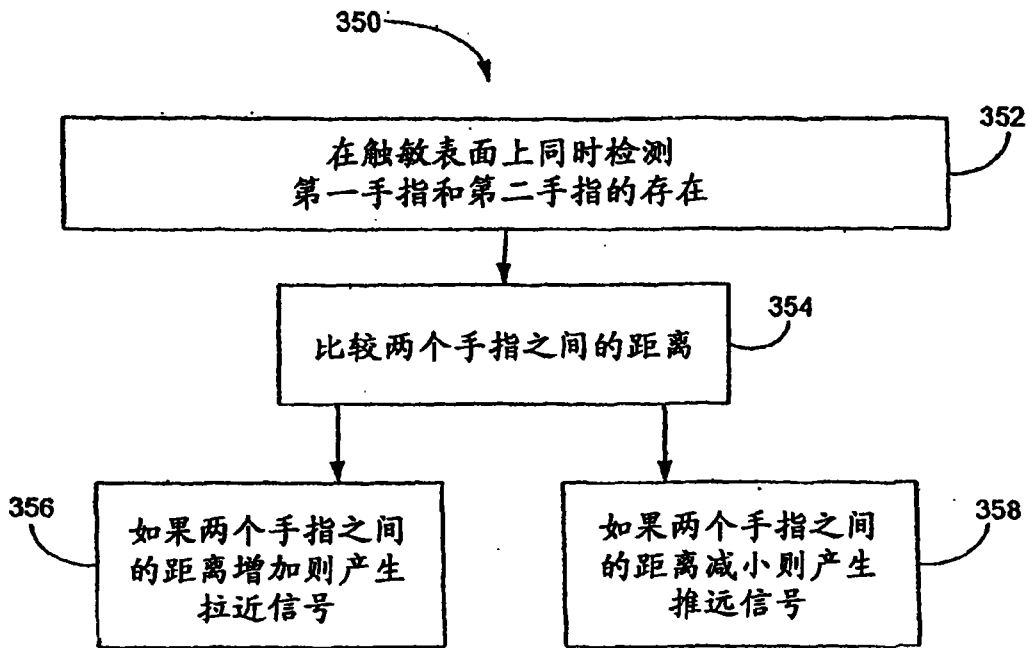 350
352
在触敏表面上同时检测
第一手指和第二手指的存在
354
比较两个手指之间的距离
356
如果两个手指之间
的距离增加则产生
拉近信号
358
如果两个手指之间
的距离减小则产生
推远信号